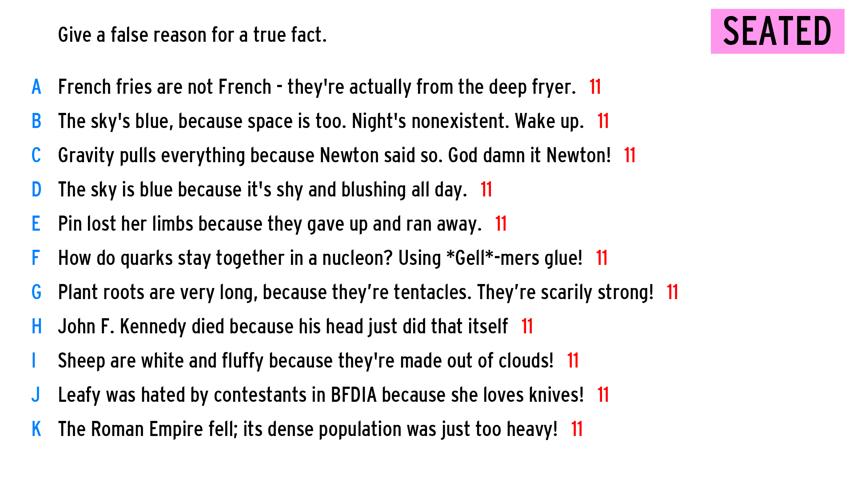 Give a false reason for a true fact.
SEATED
A French fries are not French - they're actually from the deep fryer. 11
B The sky's blue, because space is too. Night's nonexistent. Wake up. 11
C Gravity pulls everything because Newton said so. God damn it Newton! 11
D The sky is blue because it's shy and blushing all day. 11
E Pin lost her limbs because they gave up and ran away. 11
F How do quarks stay together in a nucleon? Using *Gell*-mers glue! 11
G Plant roots are very long, because they’re tentacles. They’re scarily strong! 11
H John F. Kennedy died because his head just did that itself 11
I Sheep are white and fluffy because they're made out of clouds! 11
J Leafy was hated by contestants in BFDIA because she loves knives! 11
K The Roman Empire fell; its dense population was just too heavy! 11